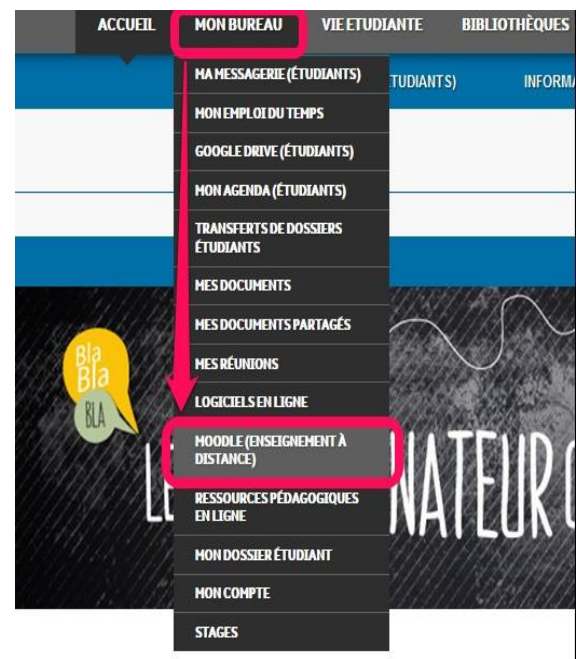 ACCUEIL MON BUREAU VIE ETUDIANTE BIBLIOTHÈQUES
MA MESSAGERIE (ÉTUDIANTS)
MON EMPLOI DU TEMPS
GOOGLE DRIVE (ÉTUDIANTS)
MON AGENDA (ÉTUDIANTS)
TRANSFERTS DE DOSSIERS
ÉTUDIANTS
MES DOCUMENTS
MES DOCUMENTS PARTAGÉS
MES RÉUNIONS
LOGICIELS EN LIGNE
MOODLE (ENSEIGNEMENT À
DISTANCE)
RESSOURCES PÉDAGOGIQUES
EN LIGNE
MON DOSSIER ÉTUDIANT
MON COMPTE
STAGES
TUDIANTS) INFORM
Bla
Bla
BLA
LE NATEUR